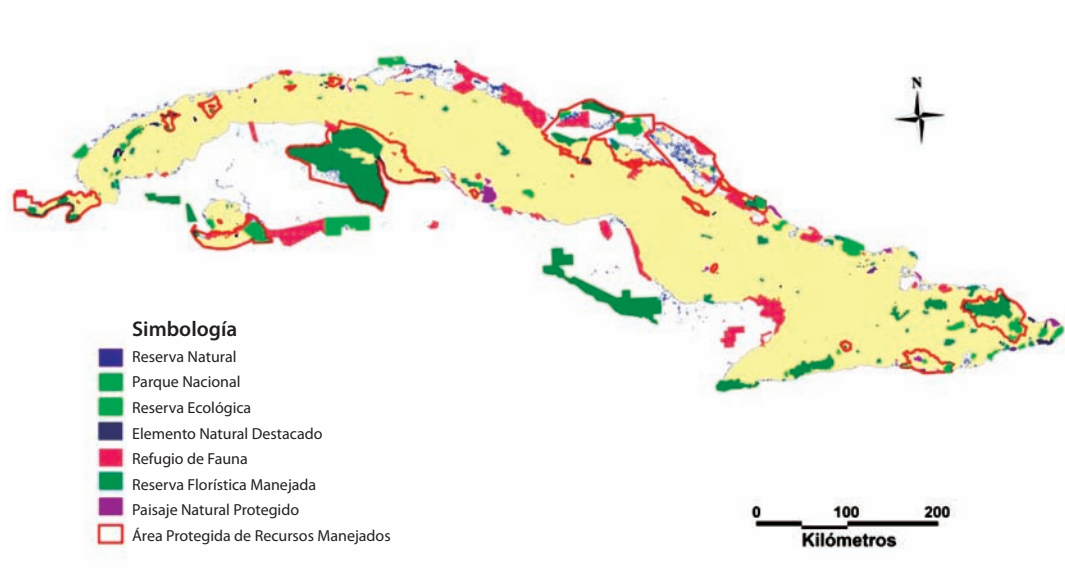 N
Simbología
Reserva Natural
Parque Nacional
Reserva Ecológica
Elemento Natural Destacado
Refugio de Fauna
Reserva Florística Manejada
Paisaje Natural Protegido
Área Protegida de Recursos Manejados
0 100 200
Kilómetros